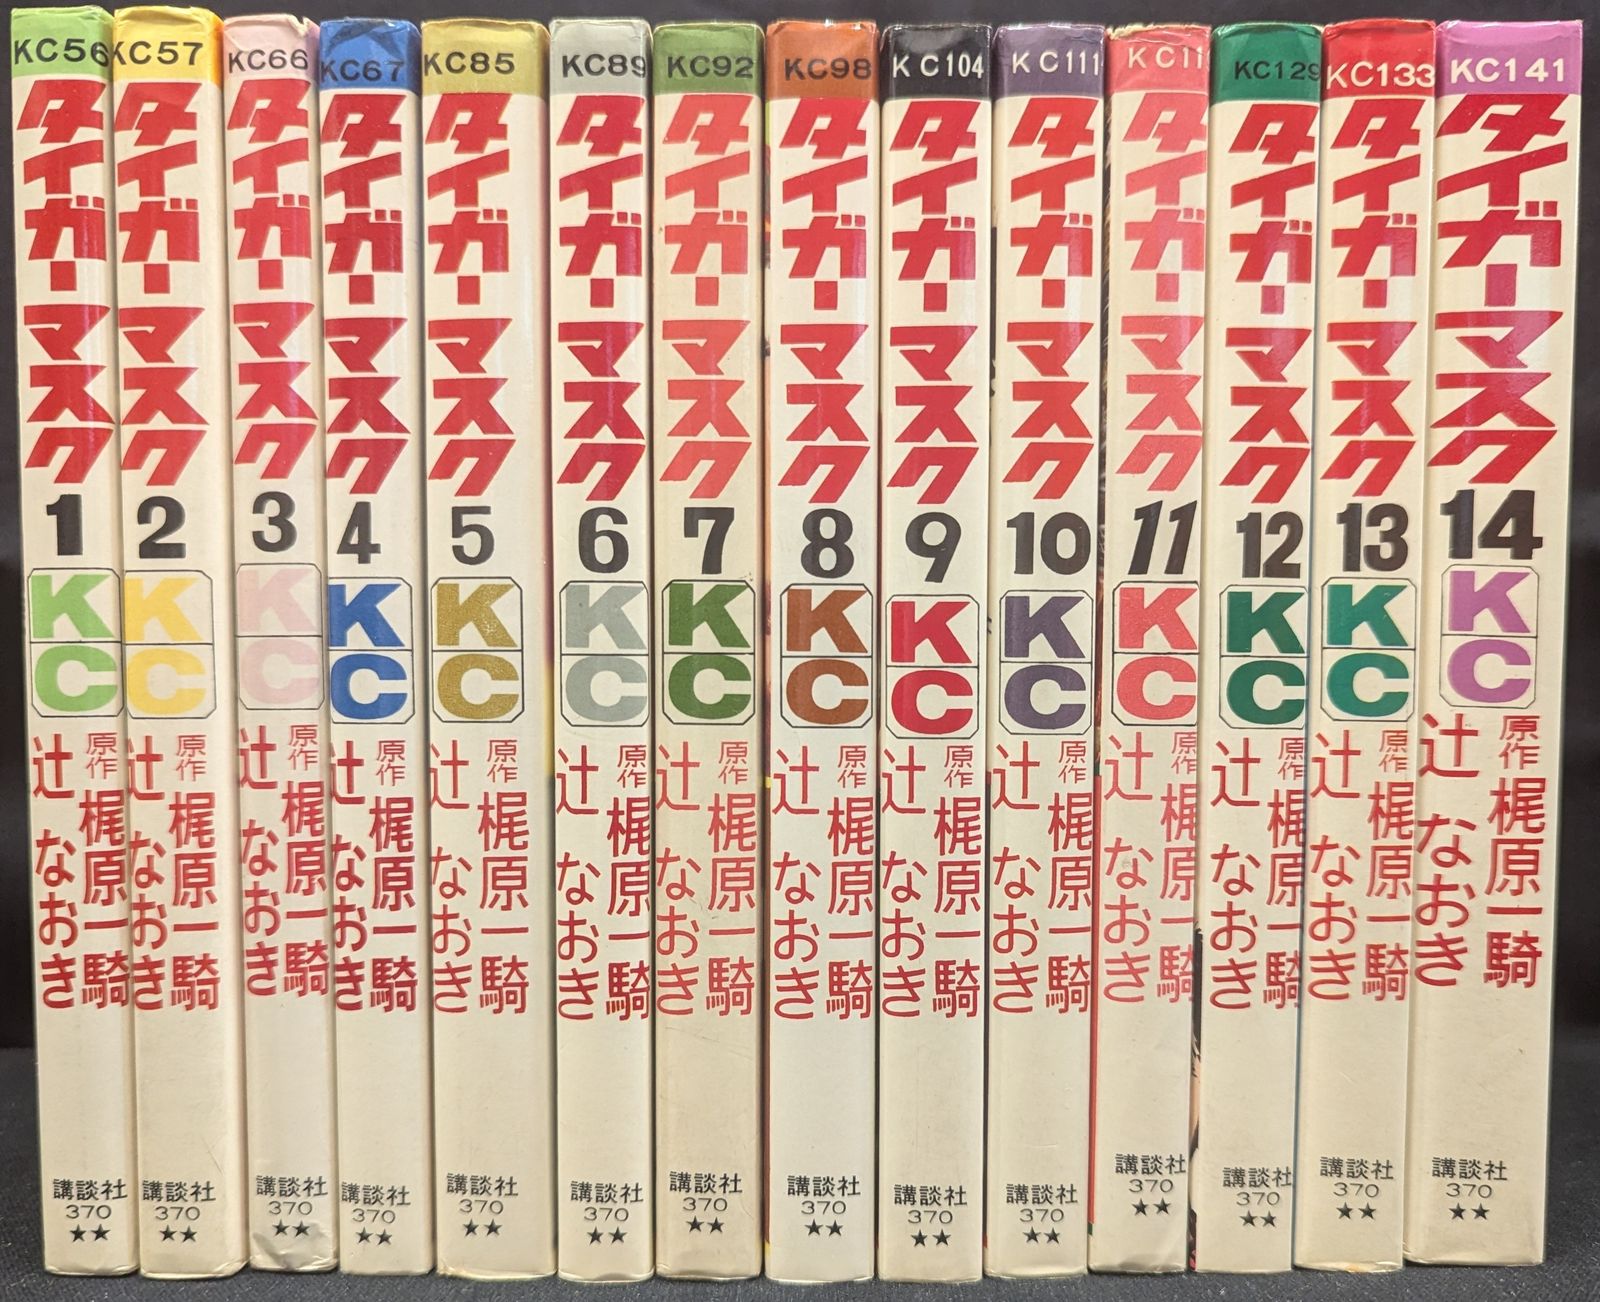 KC56
タイガーマスク
1
KC
原作 梶原一騎
辻 なおき
講談社
370
★★
KC57
タイガーマスク
2
KC
原作 梶原一騎
辻 なおき
講談社
370
★★
KC66
タイガーマスク
3
KC
原作 梶原一騎
辻 なおき
講談社
370
★★
KC67
タイガーマスク
4
KC
原作 梶原一騎
辻 なおき
講談社
370
★★
KC85
タイガーマスク
5
KC
梶原一騎
辻 なおき
講談社
370
★★
KC89
タイガーマスク
6
KC
原作 梶原一騎
辻 なおき
講談社
370
★★
KC92
タイガーマスク
7
KC
原作 梶原一騎
辻 なおき
講談社
370
★★
KC98
タイガーマスク
8
KC
原作 梶原一騎
辻 なおき
講談社
370
★★
KC104
タイガーマスク
9
KC
原作 梶原一騎
辻 なおき
講談社
370
★★
KC111
タイガーマスク
10
KC
原作 梶原一騎
辻 なおき
講談社
370
★★
タイガーマスク
11
KC
原作 梶原一騎
辻 なおき
講談社
370
★★
KC129
タイガーマスク
12
KC
原作 梶原一騎
辻 なおき
講談社
370
★★
KC133
タイガーマスク
13
KC
原作 梶原一騎
辻 なおき
講談社
370
★★
KC141
タイガーマスク
14
KC
原作 梶原一騎
辻 なおき
講談社
370
★★